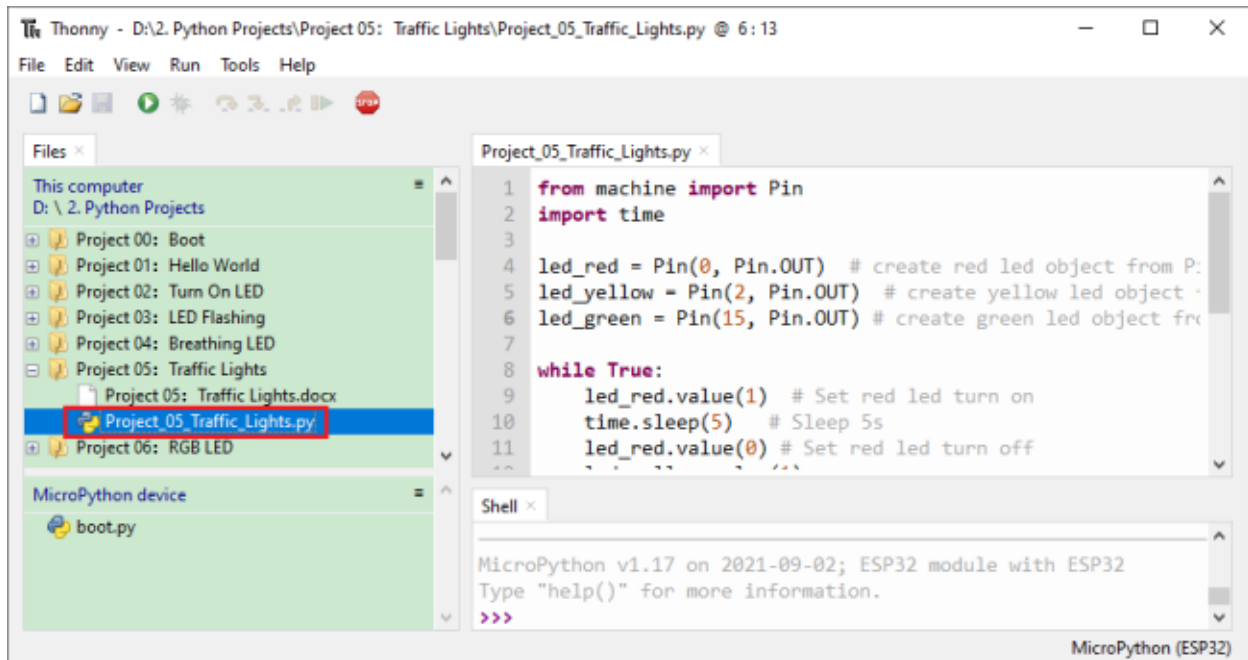 Thonny - D:\2. Python Projects\Project 05: Traffic Lights\Project_05_Traffic_Lights.py @ 6:13
File Edit View Run Tools Help
STOP
Files
This computer
D: \ 2. Python Projects
Project 00: Boot
Project 01: Hello World
Project 02: Turn On LED
Project 03: LED Flashing
Project 04: Breathing LED
Project 05: Traffic Lights
Project 05: Traffic Lights.docx
Project_05_Traffic_Lights.py
Project 06: RGB LED
MicroPython device
boot.py
Project_05_Traffic_Lights.py
1 from machine import Pin
2 import time
3
4 led_red = Pin(0, Pin.OUT)  # create red led object from
5 led_yellow = Pin(2, Pin.OUT)  # create yellow led object
6 led_green = Pin(15, Pin.OUT) # create green led object
7
8 while True:
9     led_red.value(1)  # Set red led turn on
10     time.sleep(5)   # Sleep 5s
11     led_red.value(0) # Set red led turn off
Shell
MicroPython v1.17 on 2021-09-02; ESP32 module with ESP32
Type "help()" for more information.
>>>
MicroPython (ESP32)